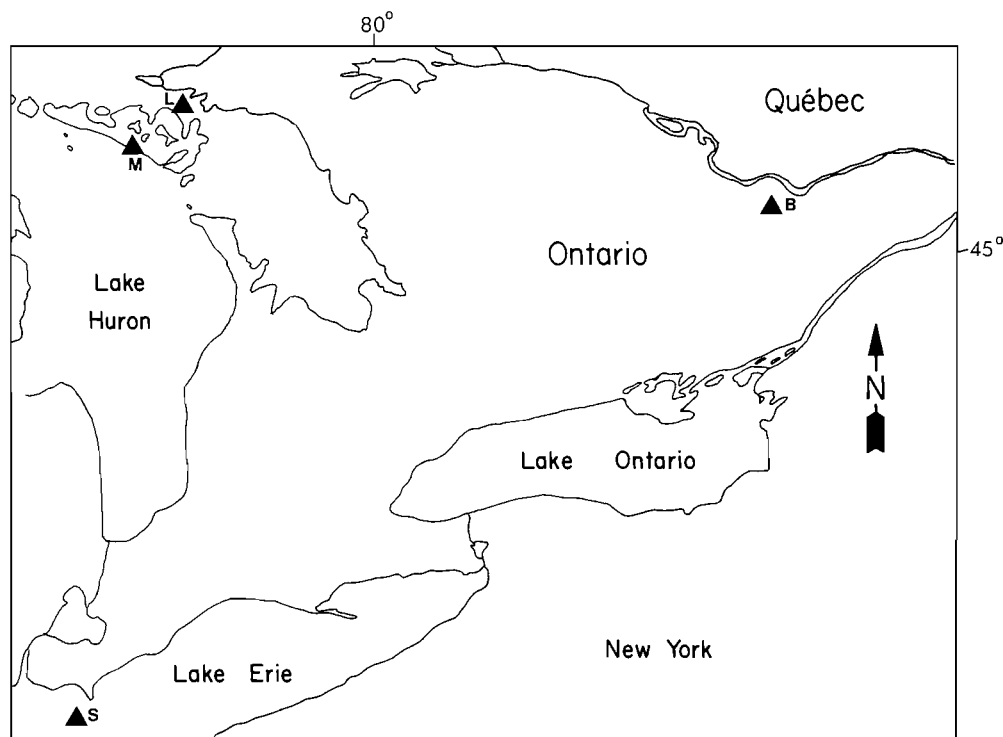 80°
Québec
L
M
B
Ontario
45°
Lake
Huron
N
Lake Ontario
New York
Lake Erie
S